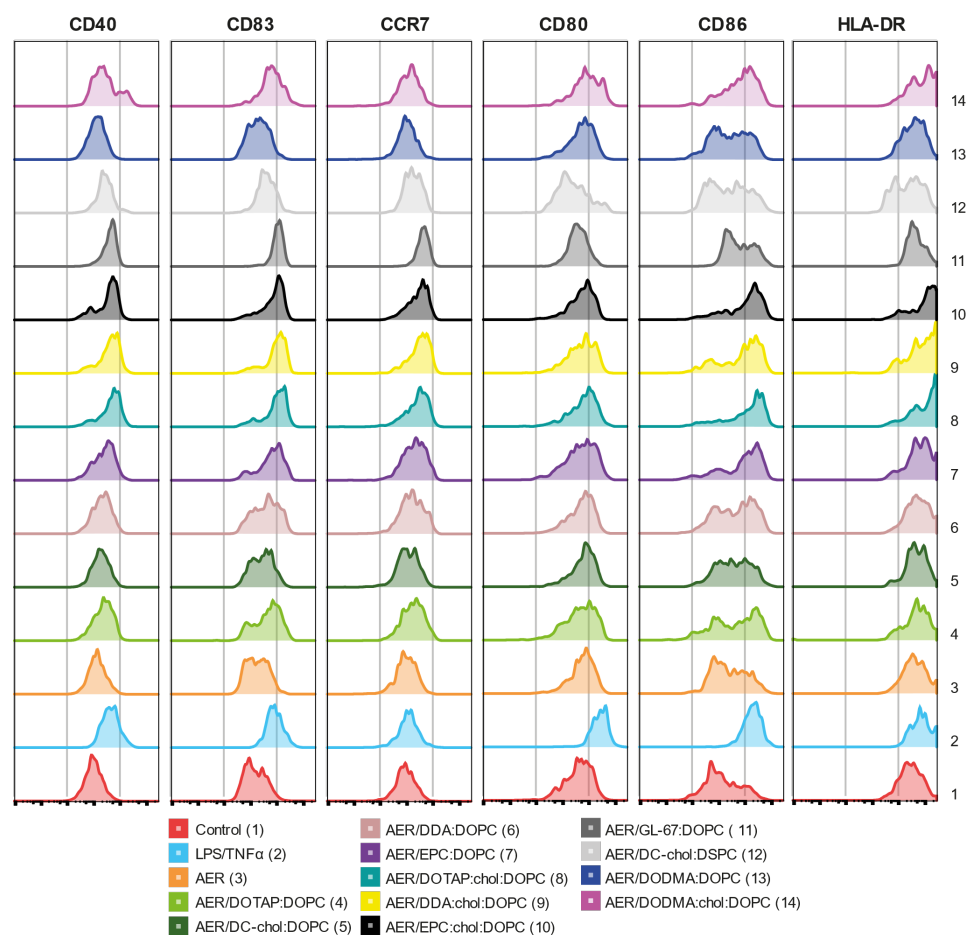 CD40 CD83 CCR7 CD80 CD86 HLA-DR
14
13
12
11
10
9
8
7
6
5
4
3
2
1
Control (1) AER/DDA:DOPC (6) AER/GL-67:DOPC ( 11)
LPS/TNFα (2) AER/EPC:DOPC (7) AER/DC-chol:DSPC (12)
AER (3) AER/DOTAP:chol:DOPC (8) AER/DODMA:DOPC (13)
AER/DOTAP:DOPC (4) AER/DDA:chol:DOPC (9) AER/DODMA:chol:DOPC (14)
AER/DC-chol:DOPC (5) AER/EPC:chol:DOPC (10)